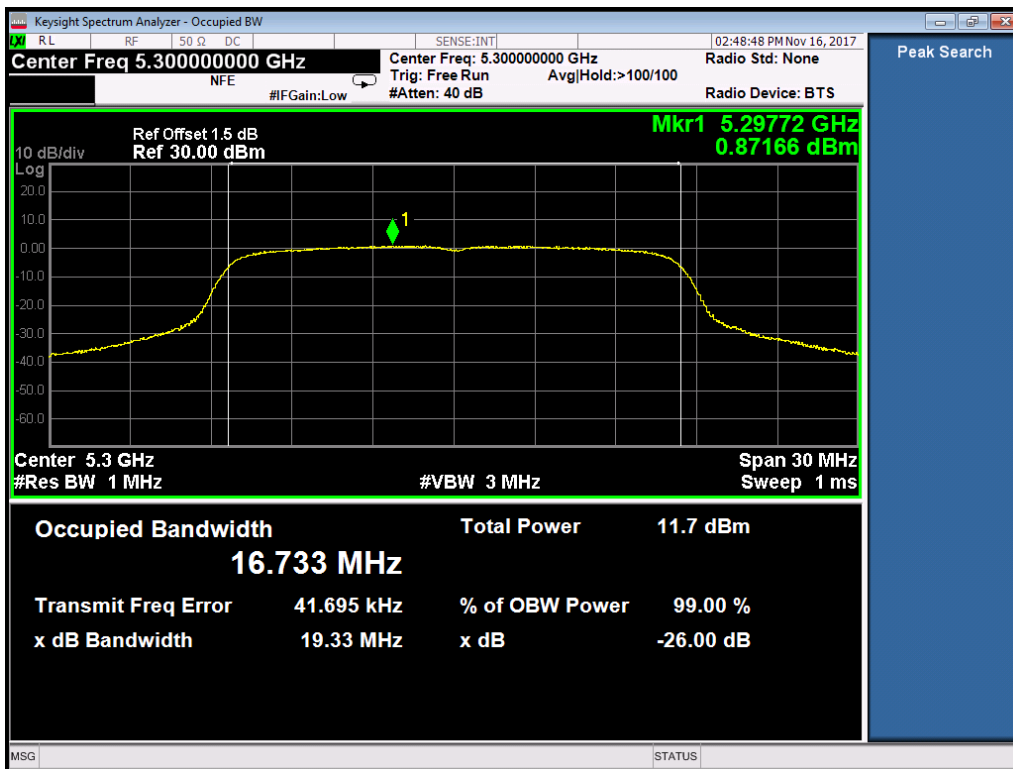 Keysight Spectrum Analyzer - Occupied BW
LXI RL RF 50 Ω DC SENSE:INT 02:48:48 PM Nov 16, 2017
Center Freq 5.300000000 GHz
NFE
#IFGain:Low
Center Freq: 5.300000000 GHz
Trig: Free Run Avg|Hold:>100/100
#Atten: 40 dB
Radio Std: None
Radio Device: BTS
Peak Search
Mkr1 5.29772 GHz
0.87166 dBm
Ref Offset 1.5 dB
10 dB/div Ref 30.00 dBm
Log
20.0
10.0
1
0.00
-10.0
-20.0
-30.0
-40.0
-50.0
-60.0
Center 5.3 GHz Span 30 MHz
#Res BW 1 MHz #VBW 3 MHz Sweep 1 ms
Occupied Bandwidth Total Power 11.7 dBm
16.733 MHz
Transmit Freq Error 41.695 kHz % of OBW Power 99.00 %
x dB Bandwidth 19.33 MHz x dB -26.00 dB
MSG STATUS